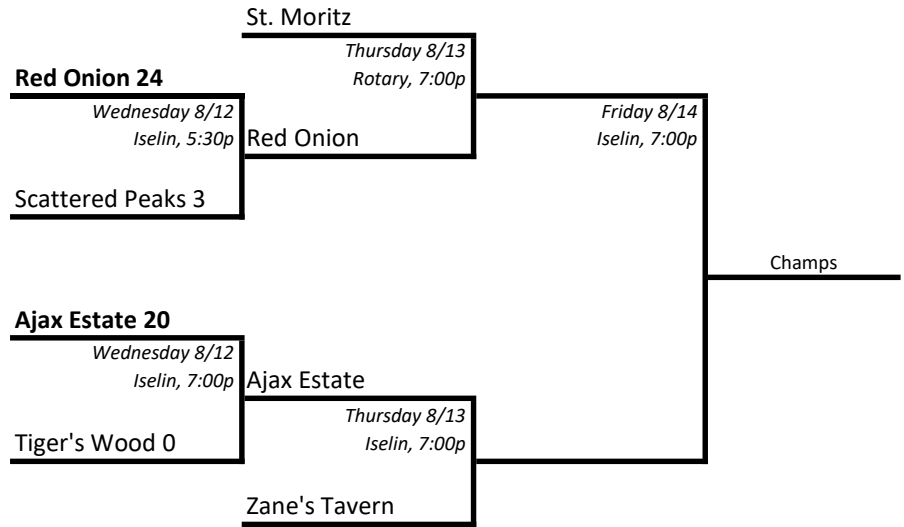 St. Moritz
Thursday 8/13
Rotary, 7:00p
Red Onion 24
Wednesday 8/12
Iselin, 5:30p
Red Onion
Scattered Peaks 3
Friday 8/14
Iselin, 7:00p
Champs
Ajax Estate 20
Wednesday 8/12
Iselin, 7:00p
Ajax Estate
Thursday 8/13
Iselin, 7:00p
Tiger's Wood 0
Zane's Tavern